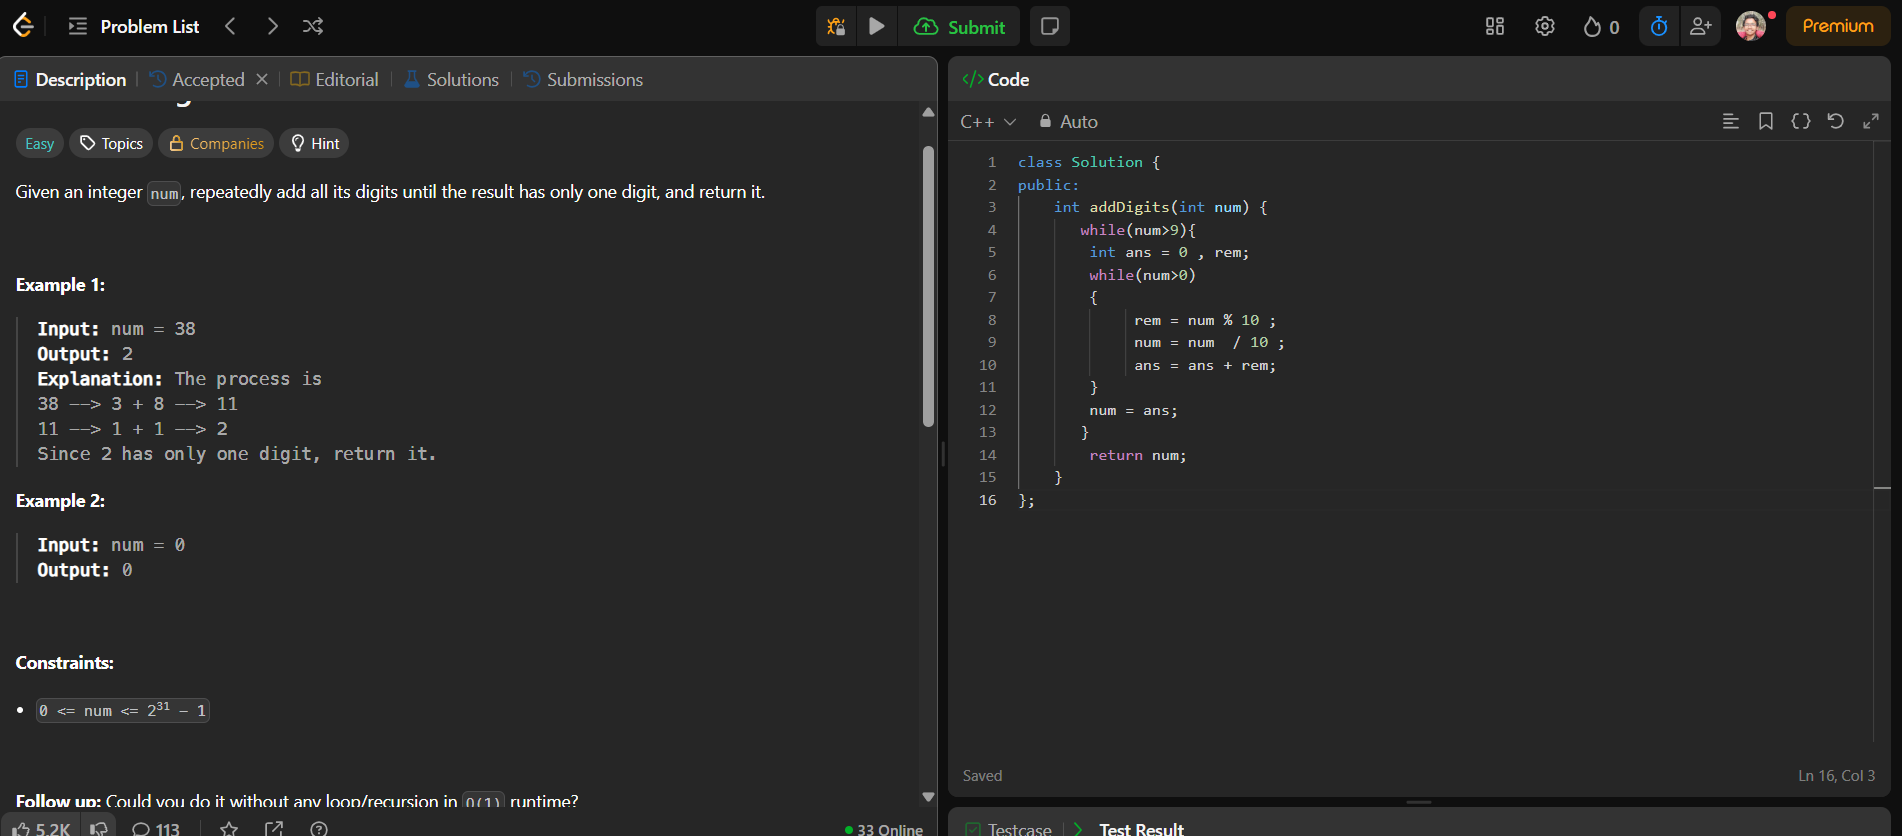 Problem List
Submit
0
Premium
Description
Accepted
Editorial
Solutions
Submissions
Easy
Topics
Companies
Hint
Given an integer num, repeatedly add all its digits until the result has only one digit, and return it.
Example 1:
Input: num = 38
Output: 2
Explanation: The process is
38 --> 3 + 8 --> 11
11 --> 1 + 1 --> 2
Since 2 has only one digit, return it.
Example 2:
Input: num = 0
Output: 0
Constraints:
• 0 <= num <= 2³¹ - 1
Follow up: Could you do it without any loop/recursion in O(1) runtime?
5.2K
113
33 Online
</> Code
C++
Auto
1 class Solution {
2 public:
3 int addDigits(int num) {
4 while(num>9){
5 int ans = 0 , rem;
6 while(num>0)
7 {
8 rem = num % 10 ;
9 num = num  / 10 ;
10 ans = ans + rem;
11 }
12 num = ans;
13 }
14 return num;
15 }
16 };
Saved
Ln 16, Col 3
Testcase
Test Result